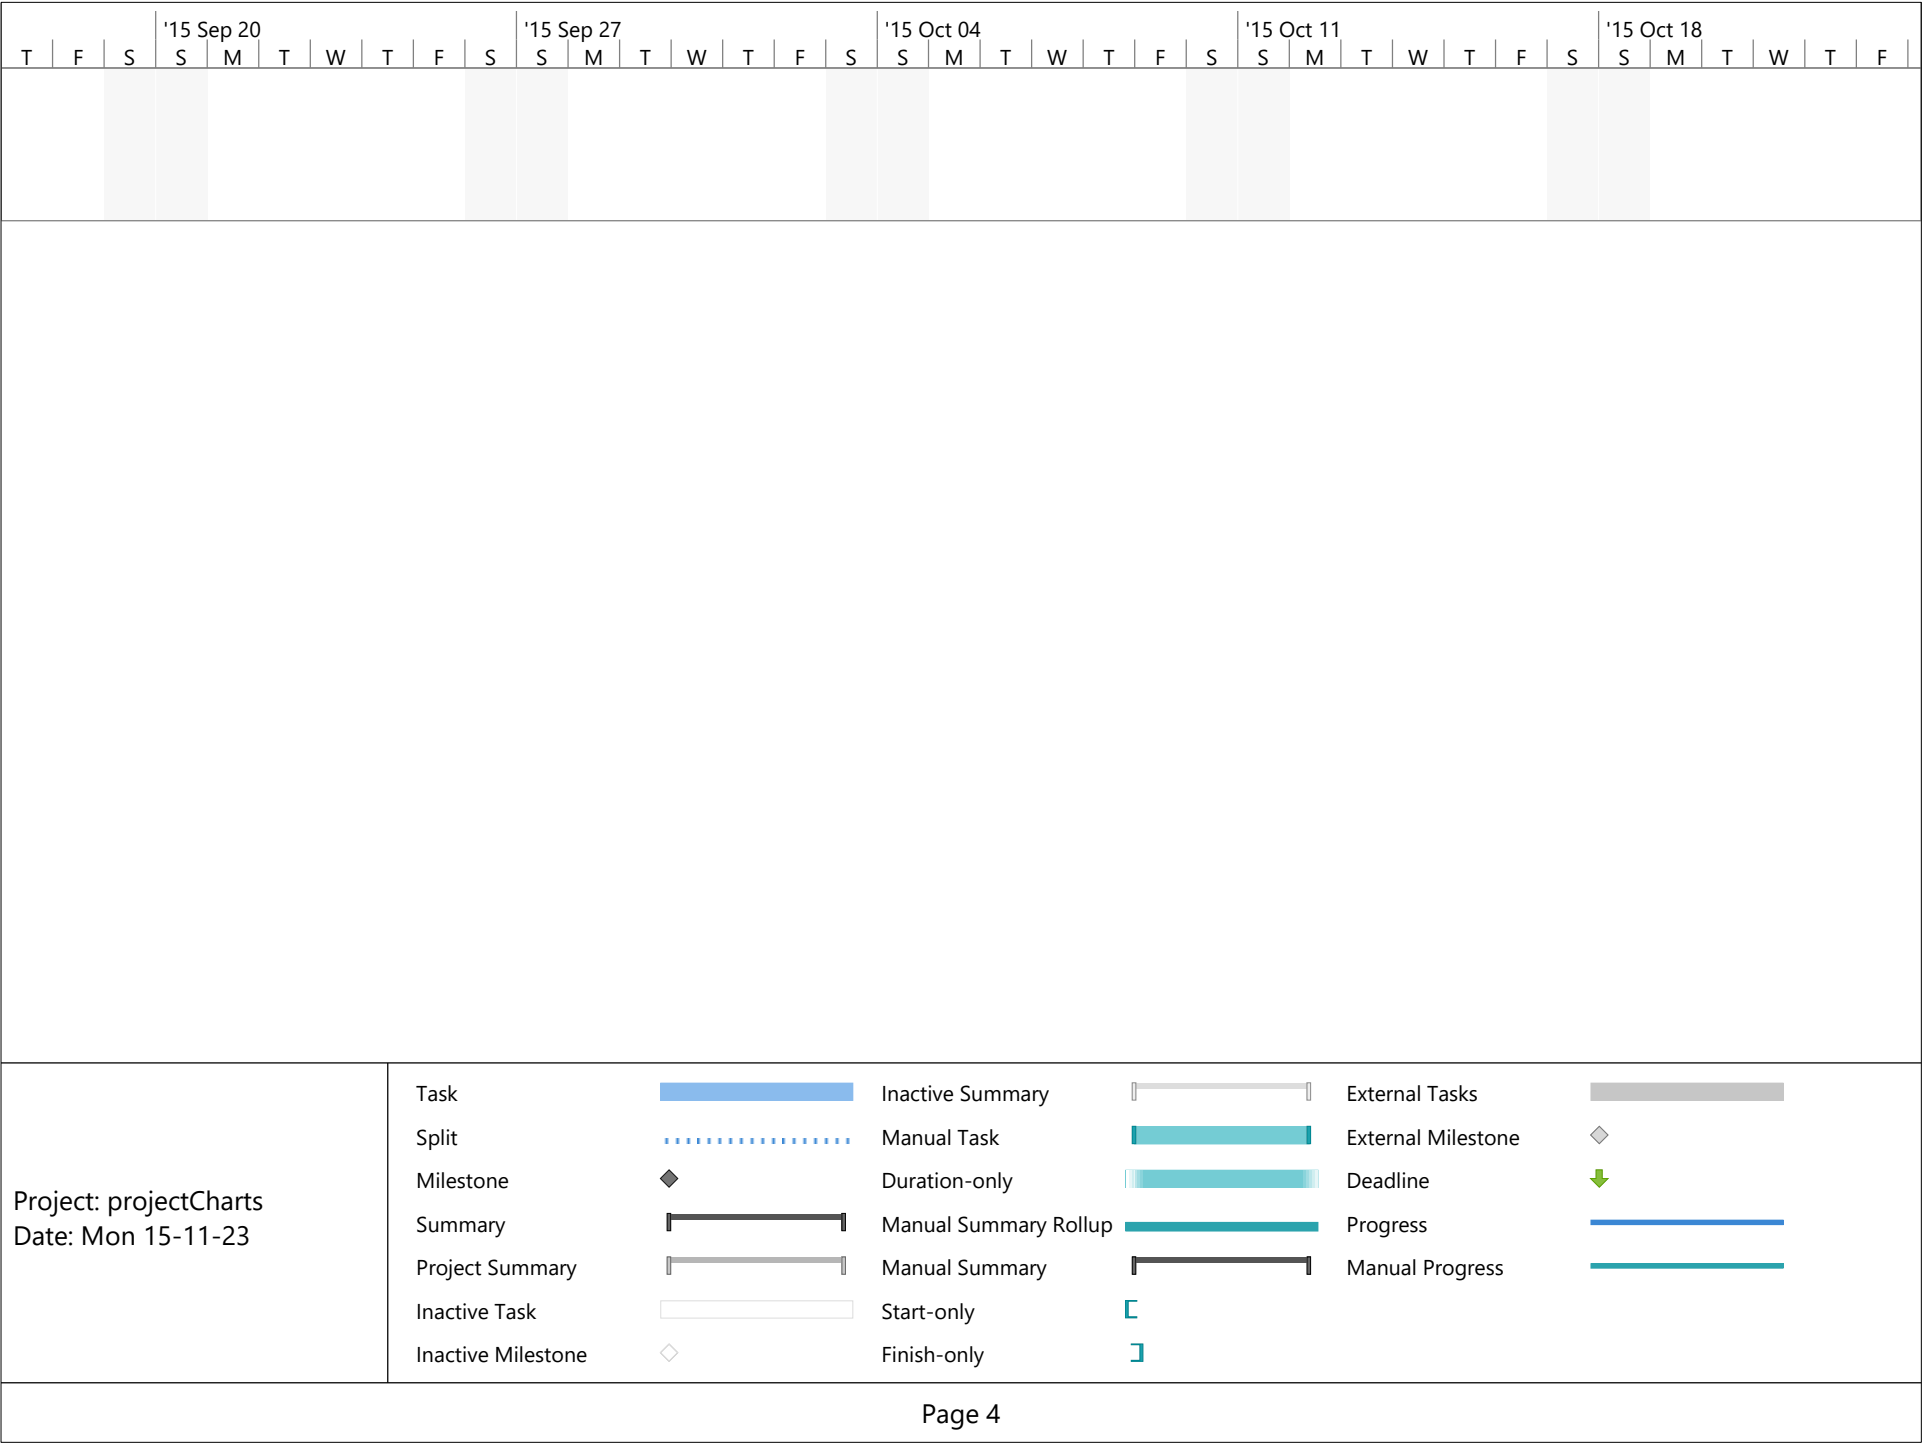 '15 Sep 20 '15 Sep 27 '15 Oct 04 '15 Oct 11 '15 Oct 18
T F S S M T W T F S S M T W T F S S M T W T F S S M T W T F S S M T W T F
Task Inactive Summary External Tasks
Split Manual Task External Milestone
Milestone Duration-only Deadline
Summary Manual Summary Rollup Progress
Project Summary Manual Summary Manual Progress
Inactive Task Start-only
Inactive Milestone Finish-only
Project: projectCharts
Date: Mon 15-11-23
Page 4